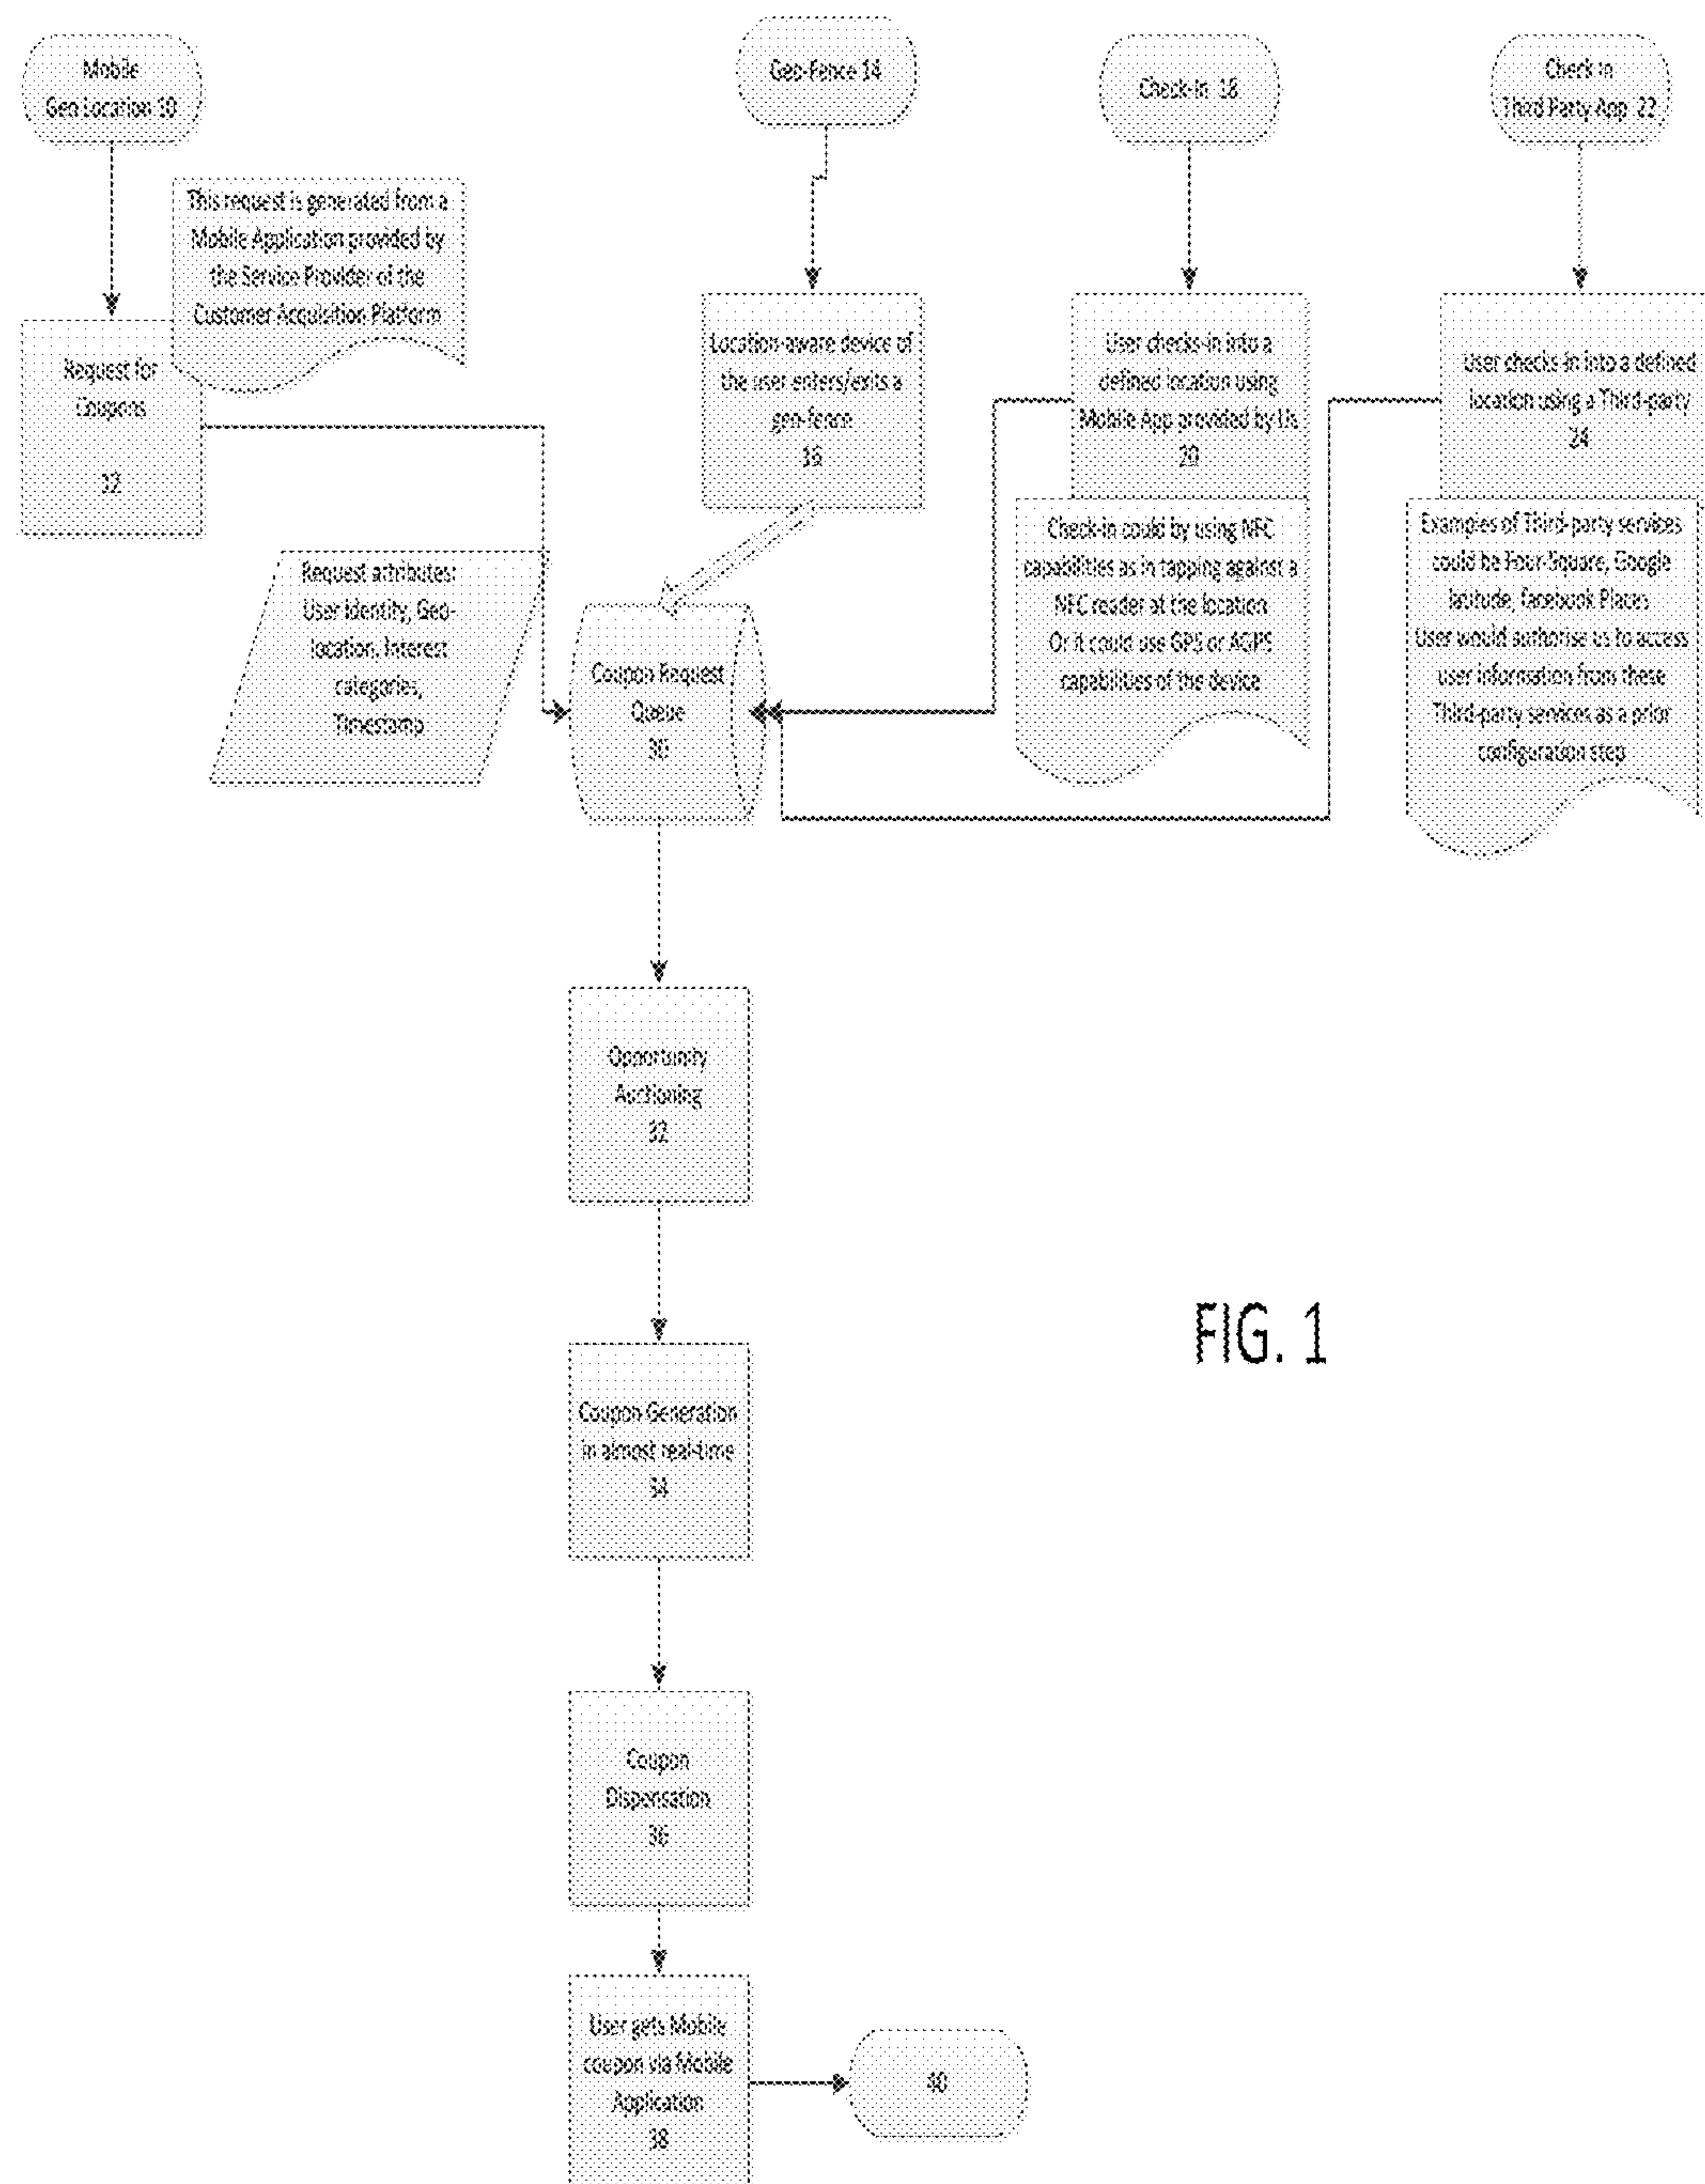 Mobile
Geo Location 10
Geo-Fence 14
Check-In 18
Check in
Third Party App 22
This request is generated from a
Mobile Application provided by
the Service Provider of the
Customer Acquisition Platform
Request for
Coupons
12
Location-aware device of
the user enters/exits a
geo-fence
16
User checks-in into a
defined location using
Mobile App provided by Us
20
User checks-in into a defined
location using a Third-party
24
Check-in could by using NFC
capabilities as in tapping against a
NFC reader at the location
Or it could use GPS or AGPS
capabilities of the device
Examples of Third-party services
could be Four-Square, Google
latitude, facebook Places
User would authorise us to access
user information from these
Third-party services as a prior
configuration step
Request attributes:
User Identity, Geo-
location, Interest
categories,
Timestamp
Coupon Request
Queue
30
Opportunity
Auctioning
32
Coupon Generation
in almost real-time
34
Coupon
Dispensation
36
User gets Mobile
coupon via Mobile
Application
38
40
FIG. 1